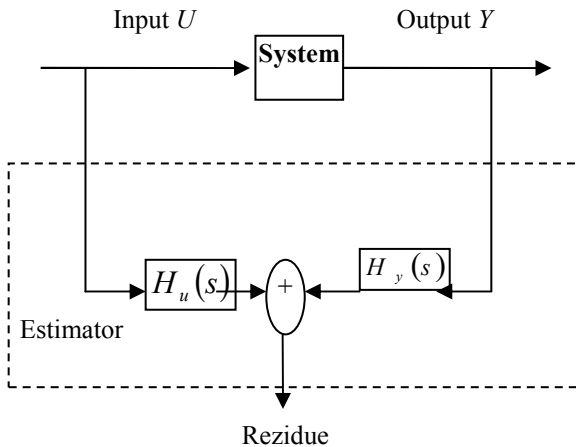 Input U Output Y
System
H_u(s) + H_y(s)
Estimator
Rezidue